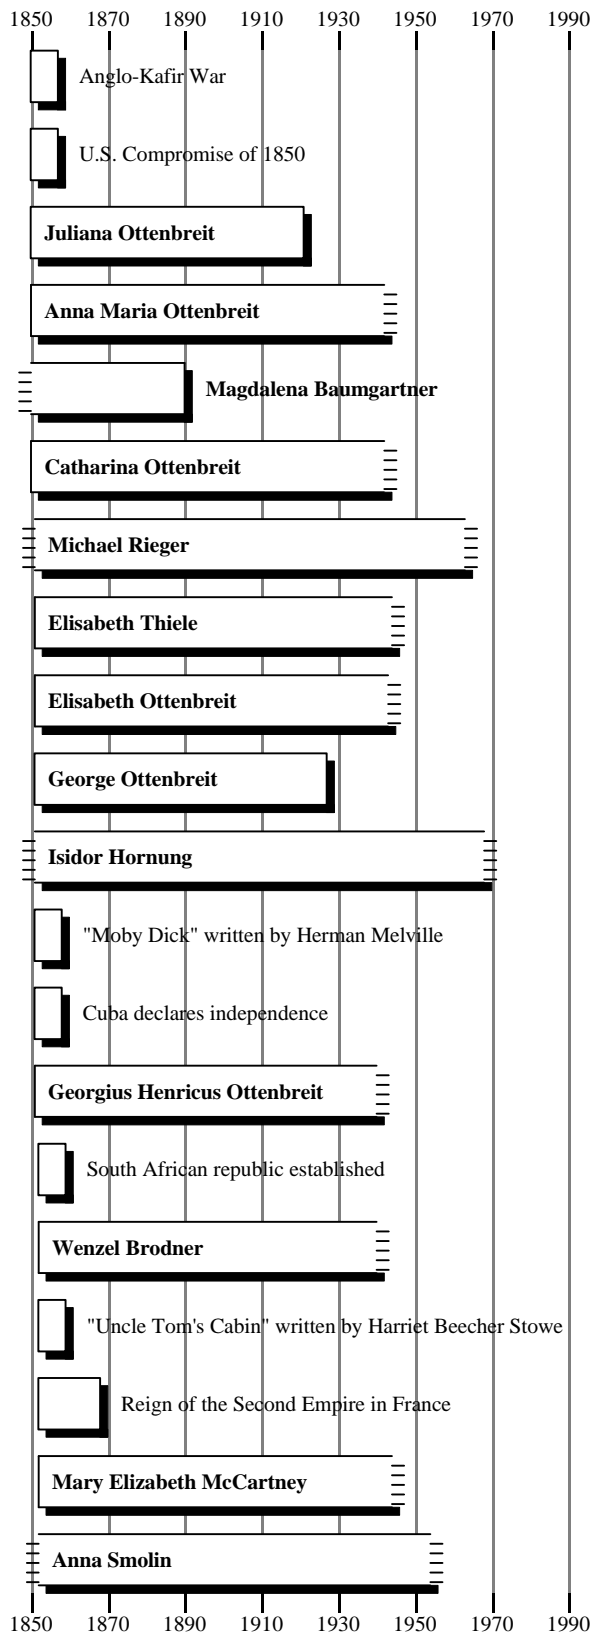 1850 1870 1890 1910 1930 1950 1970 1990
Anglo-Kafir War
U.S. Compromise of 1850
Juliana Ottenbreit
Anna Maria Ottenbreit
Magdalena Baumgartner
Catharina Ottenbreit
Michael Rieger
Elisabeth Thiele
Elisabeth Ottenbreit
George Ottenbreit
Isidor Hornung
"Moby Dick" written by Herman Melville
Cuba declares independence
Georgius Henricus Ottenbreit
South African republic established
Wenzel Brodner
"Uncle Tom's Cabin" written by Harriet Beecher Stowe
Reign of the Second Empire in France
Mary Elizabeth McCartney
Anna Smolin
1850 1870 1890 1910 1930 1950 1970 1990